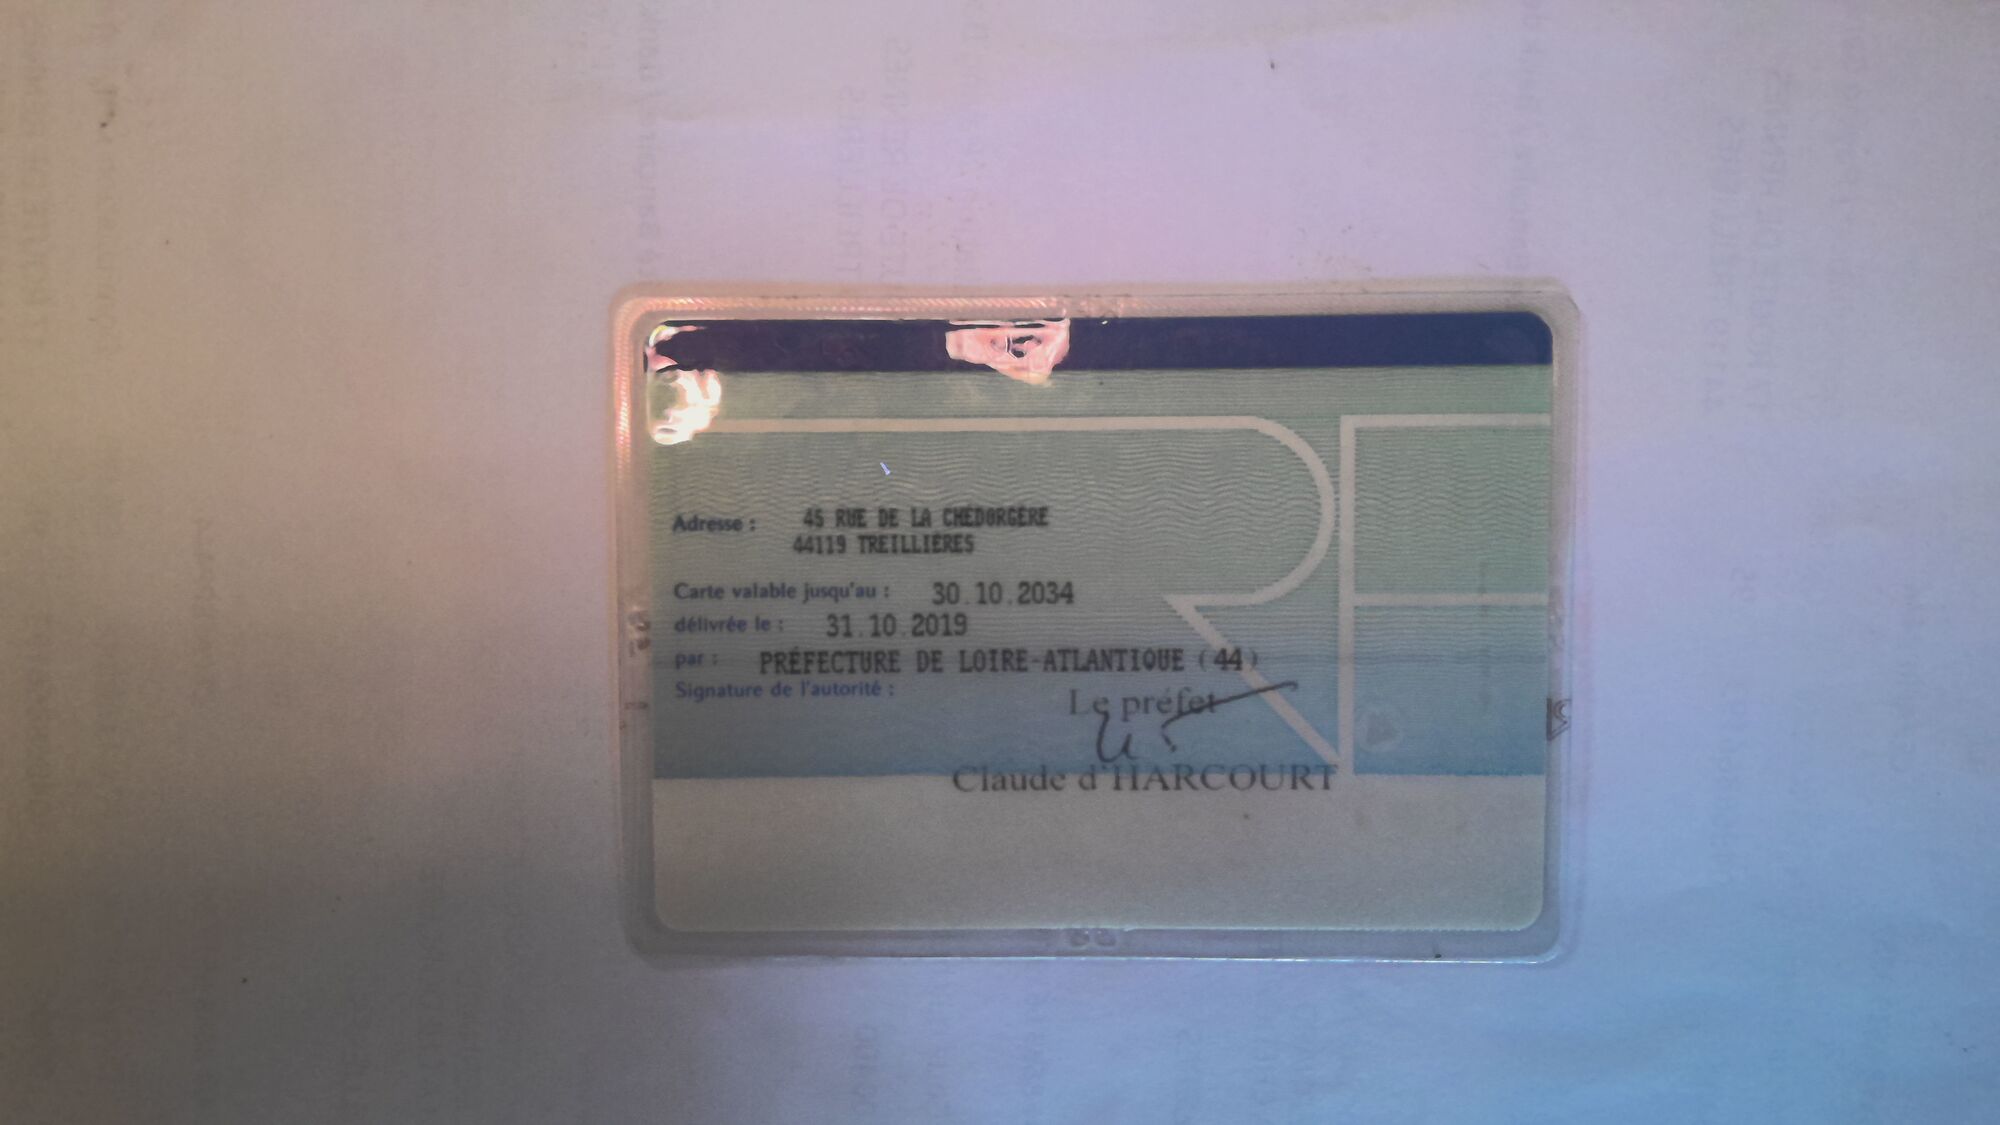 Adresse : 45 RUE DE LA CHÉDORGÈRE
44119 TREILLIÈRES
Carte valable jusqu'au : 30.10.2034
délivrée le : 31.10.2019
par : PRÉFECTURE DE LOIRE-ATLANTIQUE (44)
Signature de l'autorité :
Le préfet
Claude d'HARCOURT
RF